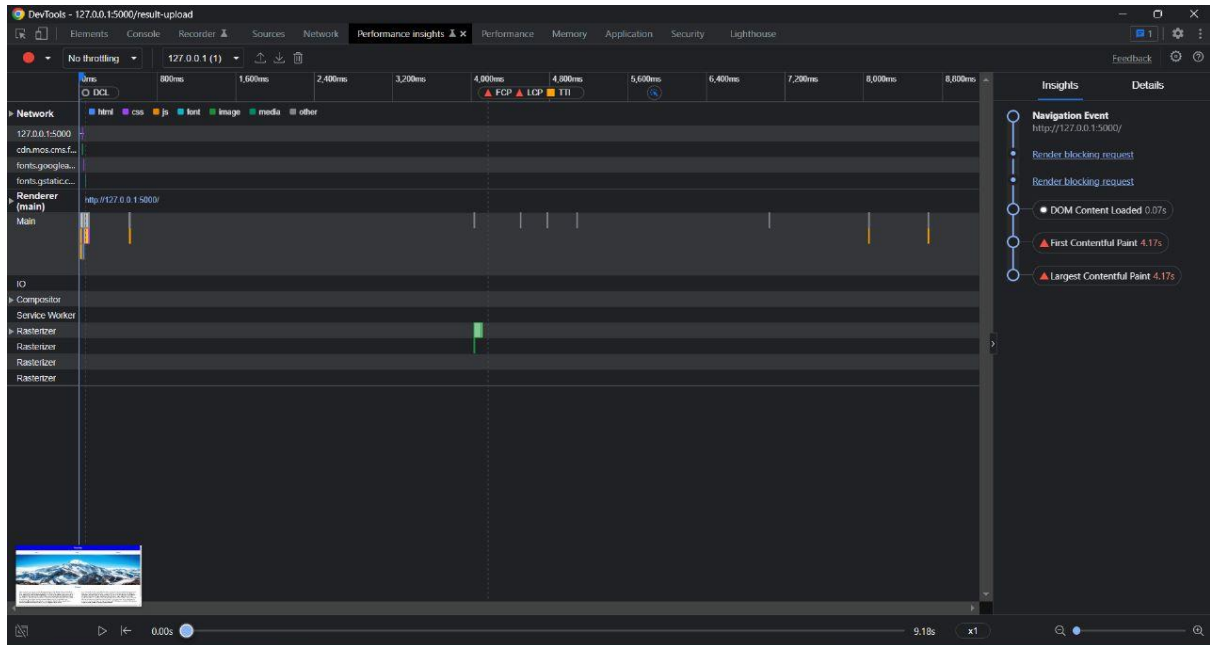 DevTools - 127.0.0.1:5000/result-upload
Elements Console Recorder Sources Network Performance insights Performance Memory Application Security Lighthouse 1
No throttling 127.0.0.1 (1) Feedback
0ms 800ms 1,600ms 2,400ms 3,200ms 4,000ms 4,800ms 5,600ms 6,400ms 7,200ms 8,000ms 8,800ms
DCL FCP LCP TTI
Network html css js font image media other
127.0.0.1:5000
cdn.mos.cms.f...
fonts.googlea...
fonts.gstatic.c...
Renderer
(main)
http://127.0.0.1:5000/
Main
IO
Compositor
Service Worker
Rasterizer
Rasterizer
Rasterizer
Rasterizer
Insights Details
Navigation Event
http://127.0.0.1:5000/
Render blocking request
Render blocking request
DOM Content Loaded 0.07s
First Contentful Paint 4.17s
Largest Contentful Paint 4.17s
0.00s 9.18s x1